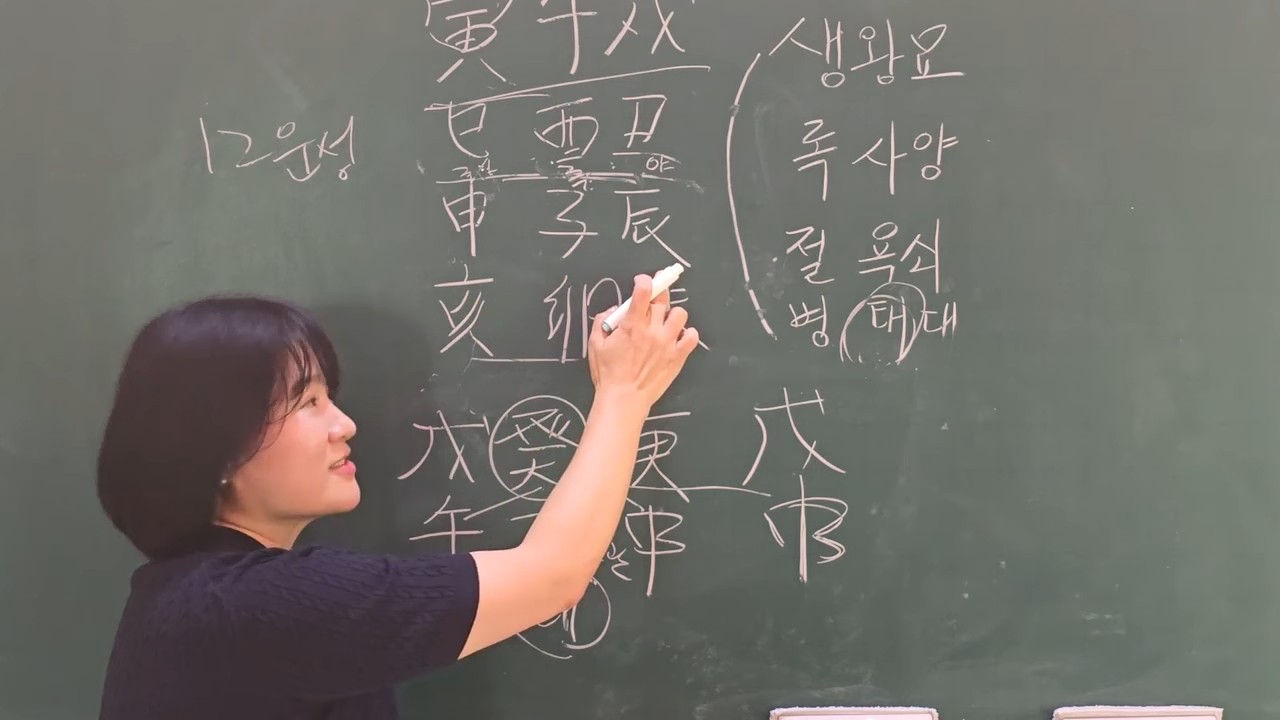 寅午戌 생왕묘
12운성 巳酉丑 록사양
申子辰 절욕쇠
亥卯 병태대
戊癸庚戊
午 申申